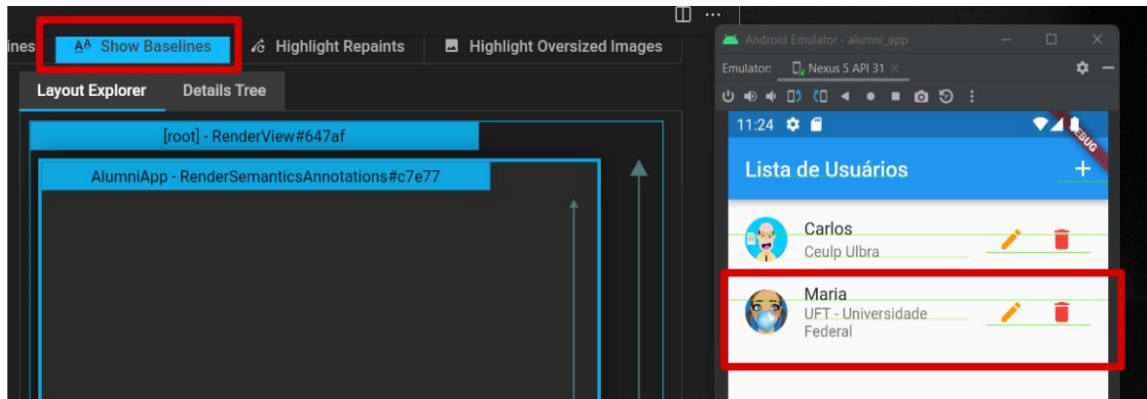 ines
AA Show Baselines
Highlight Repaints
Highlight Oversized Images
Layout Explorer
Details Tree
[root] - RenderView#647af
AlumniApp - RenderSemanticsAnnotations#c7e77
Android Emulator - alumni_app
Emulator:
Nexus 5 API 31
11:24
DEBUG
Lista de Usuários
Carlos
Ceulp Ulbra
Maria
UFT - Universidade
Federal